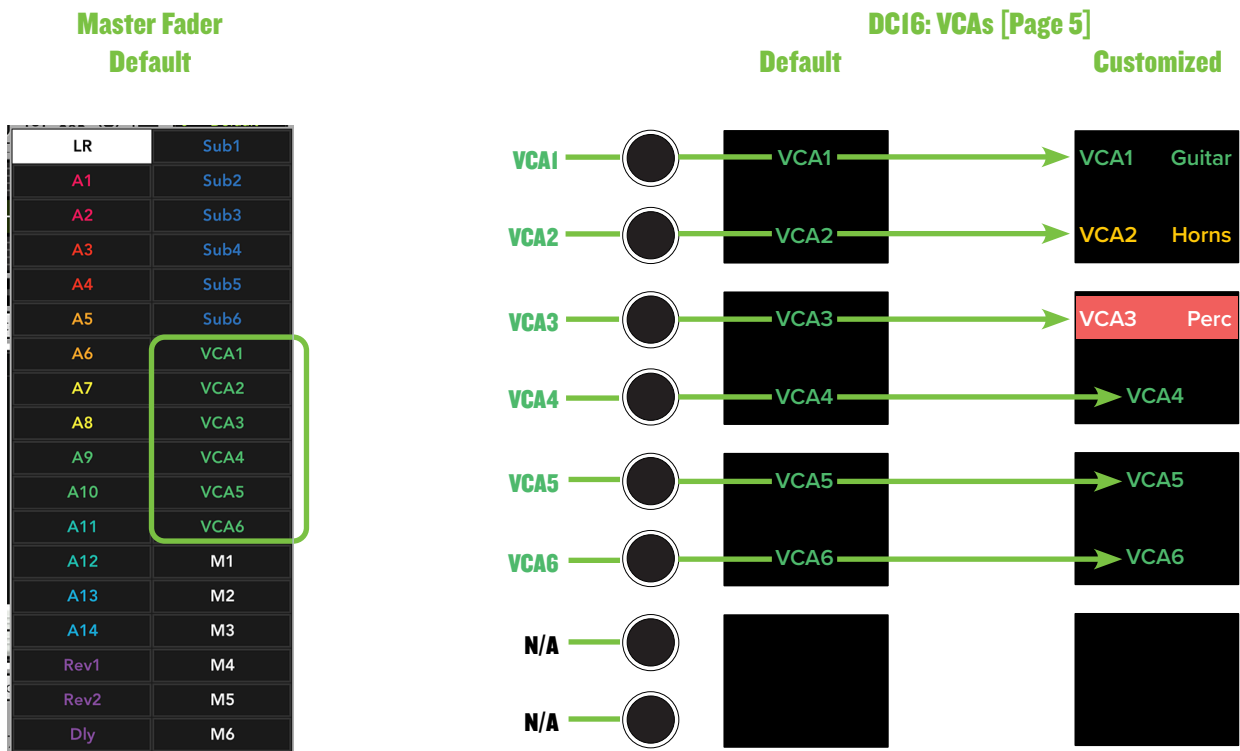 Master Fader
Default
DC16: VCAs [Page 5]
Default
Customized
LR Sub1
A1 Sub2
A2 Sub3
A3 Sub4
A4 Sub5
A5 Sub6
A6 VCA1
A7 VCA2
A8 VCA3
A9 VCA4
A10 VCA5
A11 VCA6
A12 M1
A13 M2
A14 M3
Rev1 M4
Rev2 M5
Dly M6
VCA1 VCA1 VCA1 Guitar
VCA2 VCA2 VCA2 Horns
VCA3 VCA3 VCA3 Perc
VCA4 VCA4 VCA4
VCA5 VCA5 VCA5
VCA6 VCA6 VCA6
N/A
N/A